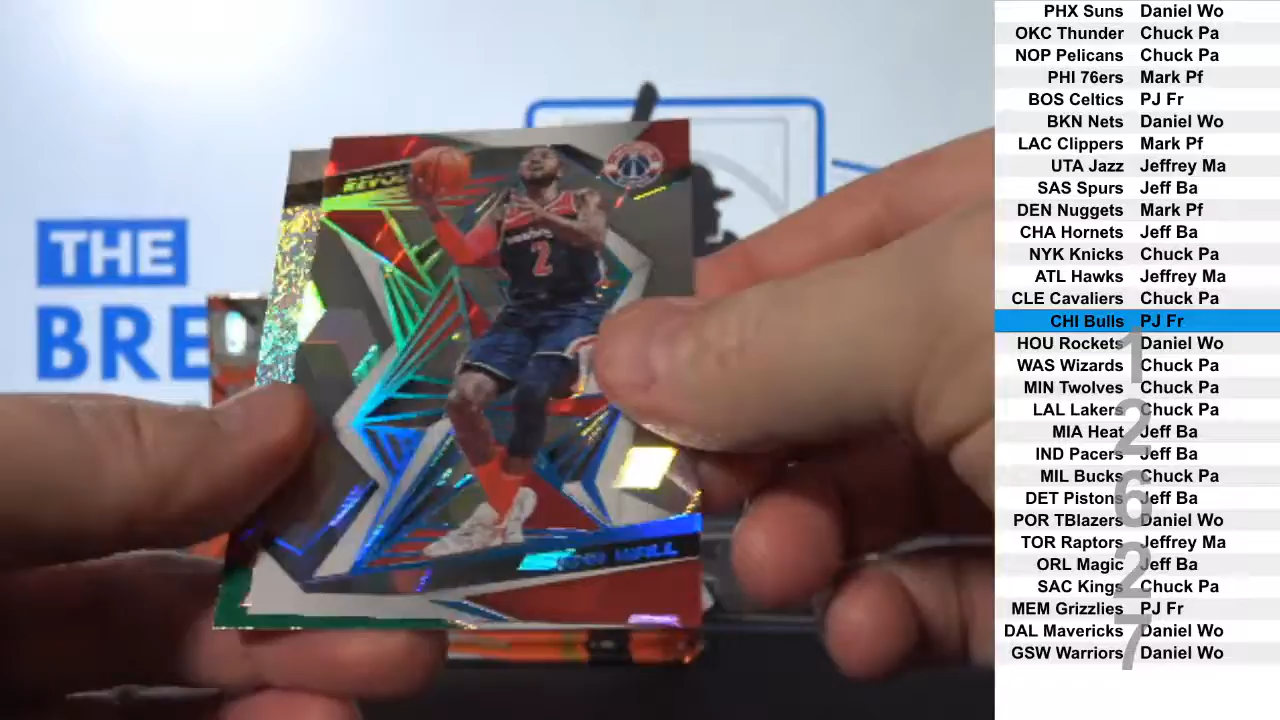 THE
BRE
REVOL
2
JOHN WALL
PHX Suns Daniel Wo
OKC Thunder Chuck Pa
NOP Pelicans Chuck Pa
PHI 76ers Mark Pf
BOS Celtics PJ Fr
BKN Nets Daniel Wo
LAC Clippers Mark Pf
UTA Jazz Jeffrey Ma
SAS Spurs Jeff Ba
DEN Nuggets Mark Pf
CHA Hornets Jeff Ba
NYK Knicks Chuck Pa
ATL Hawks Jeffrey Ma
CLE Cavaliers Chuck Pa
CHI Bulls PJ Fr
HOU Rockets Daniel Wo
WAS Wizards Chuck Pa
MIN Twolves Chuck Pa
LAL Lakers Chuck Pa
MIA Heat Jeff Ba
IND Pacers Jeff Ba
MIL Bucks Chuck Pa
DET Pistons Jeff Ba
POR TBlazers Daniel Wo
TOR Raptors Jeffrey Ma
ORL Magic Jeff Ba
SAC Kings Chuck Pa
MEM Grizzlies PJ Fr
DAL Mavericks Daniel Wo
GSW Warriors Daniel Wo
1
2
6
2
7